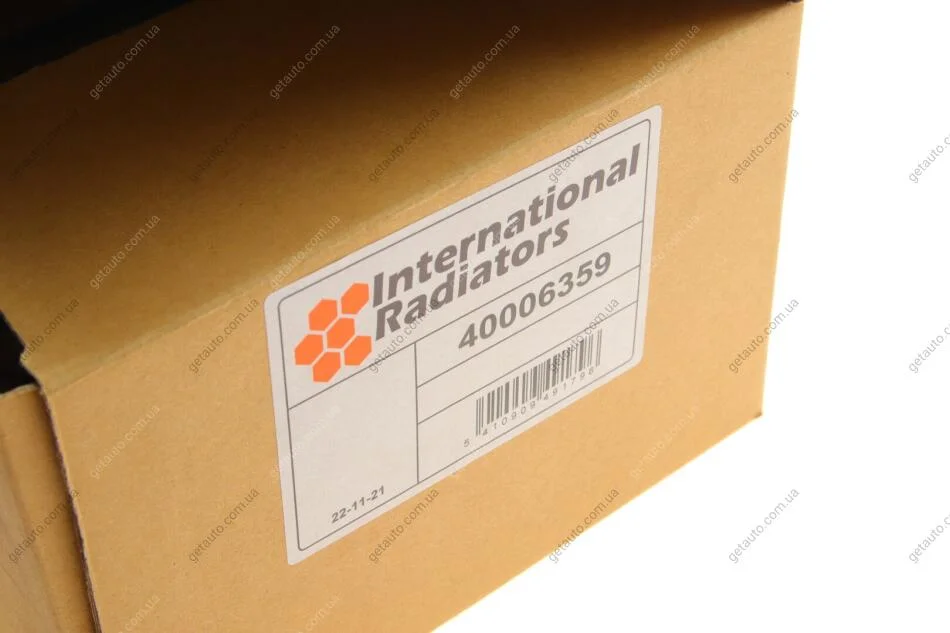 International
Radiators
40006359
5 410909 491798
22-11-21
getauto.com.ua